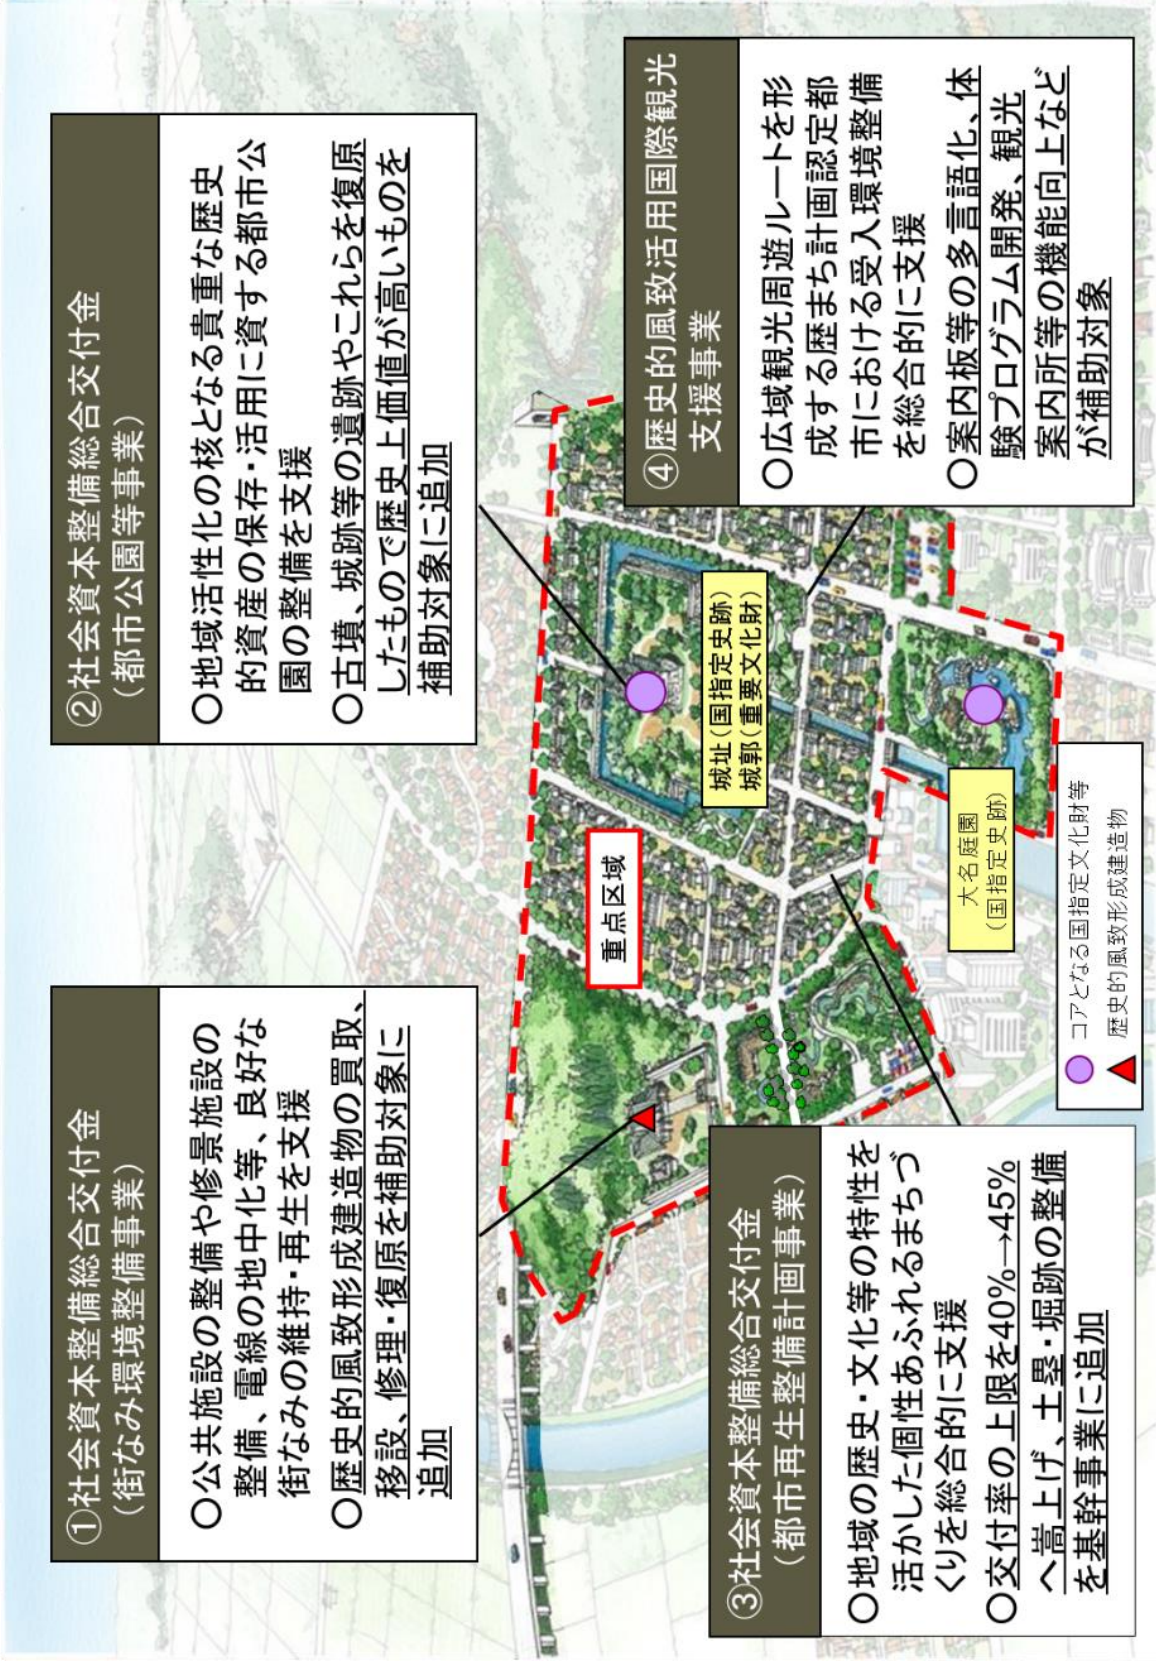 ①社会資本整備総合交付金
（街なみ環境整備事業）
〇公共施設の整備や修景施設の
整備、電線の地中化等、良好な
街なみの維持・再生を支援
〇歴史的風致形成建造物の買取、
移設、修理・復原を補助対象に
追加
②社会資本整備総合交付金
（都市公園等事業）
〇地域活性化の核となる貴重な歴史
的資産の保存・活用に資する都市公
園の整備を支援
〇古墳、城跡等の遺跡やこれらを復原
したもので歴史上価値が高いものを
補助対象に追加
重点区域
城址（国指定史跡）
城郭（重要文化財）
大名庭園
（国指定史跡）
③社会資本整備総合交付金
（都市再生整備計画事業）
〇地域の歴史・文化等の特性を
活かした個性あふれるまちづ
くりを総合的に支援
〇交付率の上限を40%→45%
へ嵩上げ、土塁・堀跡の整備
を基幹事業に追加
コアとなる国指定文化財等
歴史的風致形成建造物
④歴史的風致活用国際観光
支援事業
〇広域観光周遊ルートを形
成する歴まち計画認定都
市における受入環境整備
を総合的に支援
〇案内板等の多言語化、体
験プログラム開発、観光
案内所等の機能向上など
が補助対象